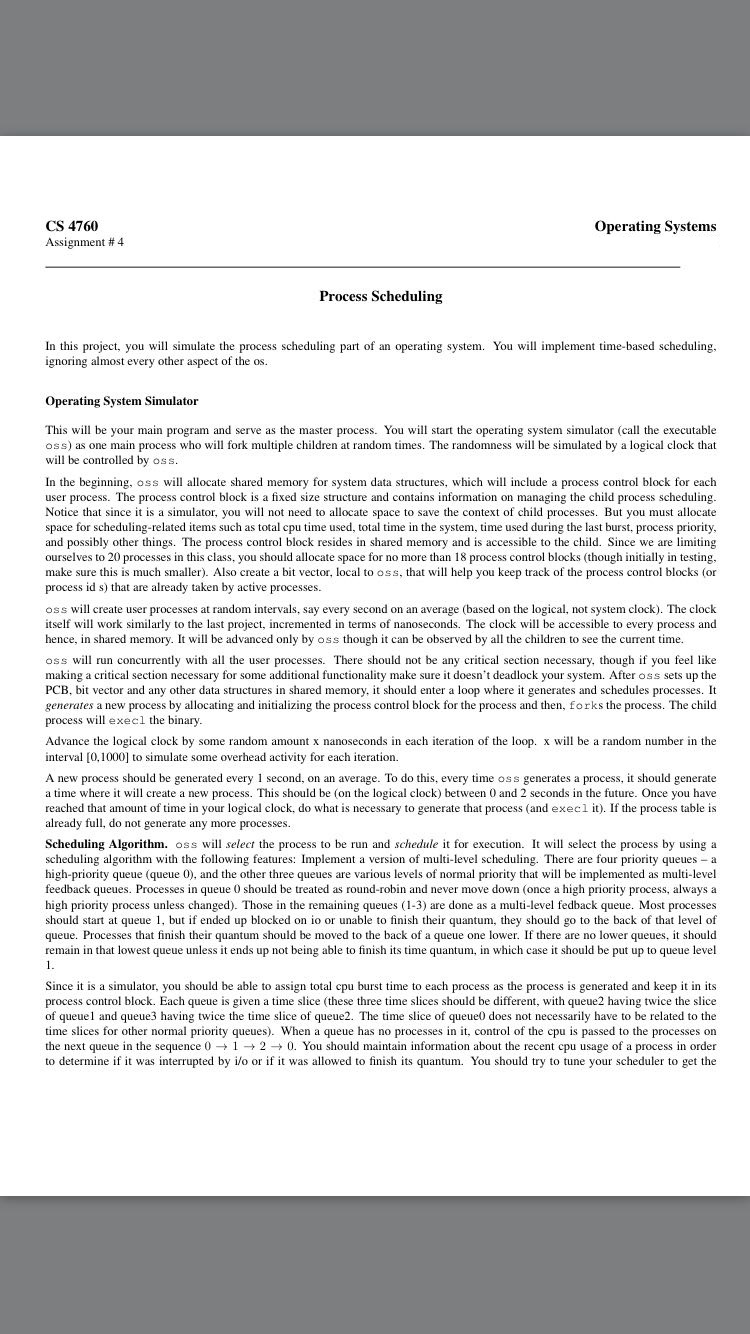 CS 4760 Operating Systems
Assignment # 4
Process Scheduling
In this project, you will simulate the process scheduling part of an operating system. You will implement time-based scheduling,
ignoring almost every other aspect of the os.
Operating System Simulator
This will be your main program and serve as the master process. You will start the operating system simulator (call the executable
oss) as one main process who will fork multiple children at random times. The randomness will be simulated by a logical clock that
will be controlled by oss.
In the beginning, oss will allocate shared memory for system data structures, which will include a process control block for each
user process. The process control block is a fixed size structure and contains information on managing the child process scheduling.
Notice that since it is a simulator, you will not need to allocate space to save the context of child processes. But you must allocate
space for scheduling-related items such as total cpu time used, total time in the system, time used during the last burst, process priority,
and possibly other things. The process control block resides in shared memory and is accessible to the child. Since we are limiting
ourselves to 20 processes in this class, you should allocate space for no more than 18 process control blocks (though initially in testing,
make sure this is much smaller). Also create a bit vector, local to oss, that will help you keep track of the process control blocks (or
process id s) that are already taken by active processes.
oss will create user processes at random intervals, say every second on an average (based on the logical, not system clock). The clock
itself will work similarly to the last project, incremented in terms of nanoseconds. The clock will be accessible to every process and
hence, in shared memory. It will be advanced only by oss though it can be observed by all the children to see the current time.
oss will run concurrently with all the user processes. There should not be any critical section necessary, though if you feel like
making a critical section necessary for some additional functionality make sure it doesn't deadlock your system. After oss sets up the
PCB, bit vector and any other data structures in shared memory, it should enter a loop where it generates and schedules processes. It
generates a new process by allocating and initializing the process control block for the process and then, forks the process. The child
process will execl the binary.
Advance the logical clock by some random amount x nanoseconds in each iteration of the loop. x will be a random number in the
interval [0,1000] to simulate some overhead activity for each iteration.
A new process should be generated every 1 second, on an average. To do this, every time oss generates a process, it should generate
a time where it will create a new process. This should be (on the logical clock) between 0 and 2 seconds in the future. Once you have
reached that amount of time in your logical clock, do what is necessary to generate that process (and execl it). If the process table is
already full, do not generate any more processes.
Scheduling Algorithm. oss will select the process to be run and schedule it for execution. It will select the process by using a
scheduling algorithm with the following features: Implement a version of multi-level scheduling. There are four priority queues – a
high-priority queue (queue 0), and the other three queues are various levels of normal priority that will be implemented as multi-level
feedback queues. Processes in queue 0 should be treated as round-robin and never move down (once a high priority process, always a
high priority process unless changed). Those in the remaining queues (1-3) are done as a multi-level fedback queue. Most processes
should start at queue 1, but if ended up blocked on io or unable to finish their quantum, they should go to the back of that level of
queue. Processes that finish their quantum should be moved to the back of a queue one lower. If there are no lower queues, it should
remain in that lowest queue unless it ends up not being able to finish its time quantum, in which case it should be put up to queue level
1.
Since it is a simulator, you should be able to assign total cpu burst time to each process as the process is generated and keep it in its
process control block. Each queue is given a time slice (these three time slices should be different, with queue2 having twice the slice
of queue1 and queue3 having twice the time slice of queue2. The time slice of queue0 does not necessarily have to be related to the
time slices for other normal priority queues). When a queue has no processes in it, control of the cpu is passed to the processes on
the next queue in the sequence 0 → 1 → 2 → 0. You should maintain information about the recent cpu usage of a process in order
to determine if it was interrupted by i/o or if it was allowed to finish its quantum. You should try to tune your scheduler to get the